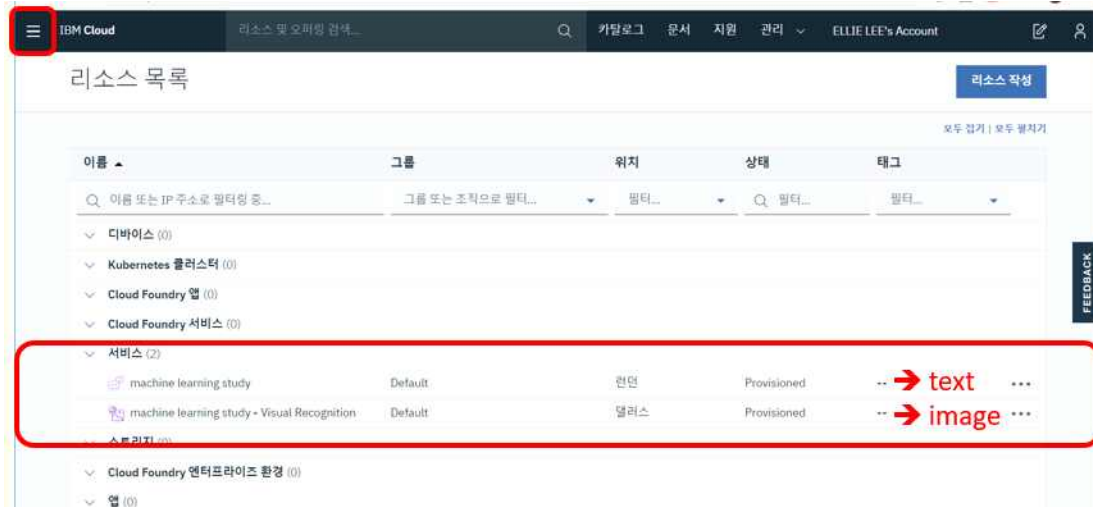 IBM Cloud 리소스 및 오퍼링 검색... 카탈로그 문서 지원 관리 ELLIE LEE's Account
리소스 목록 리소스 작성
모두 접기 | 모두 펼치기
이름 그룹 위치 상태 태그
이름 또는 IP 주소로 필터링 중... 그룹 또는 조직으로 필터... 필터... 필터... 필터...
디바이스 (0)
Kubernetes 클러스터 (0)
FEEDBACK
Cloud Foundry 앱 (0)
Cloud Foundry 서비스 (0)
서비스 (2)
machine learning study Default 런던 Provisioned -- ➔ text ...
machine learning study - Visual Recognition Default 댈러스 Provisioned -- ➔ image ...
스토리지 (0)
Cloud Foundry 엔터프라이즈 환경 (0)
앱 (0)